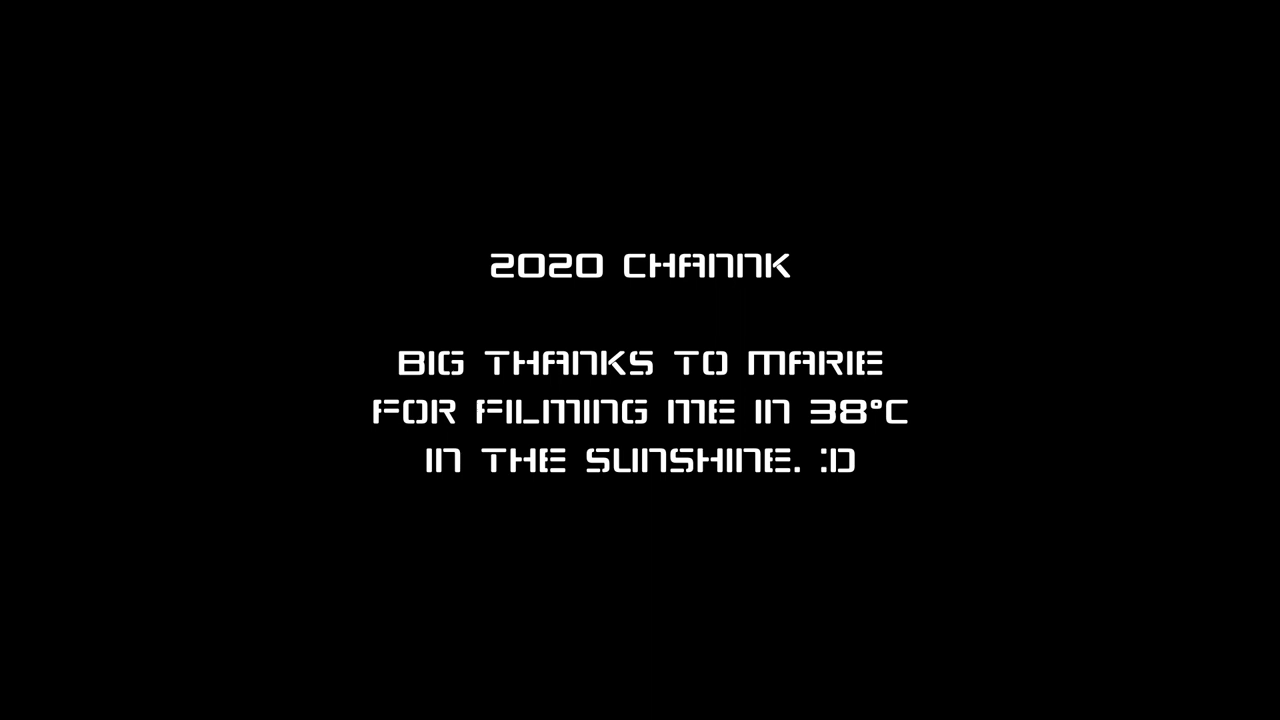 2020 CHANNK
BIG THANKS TO MARIE
FOR FILMING ME IN 38°C
IN THE SUNSHINE. :D